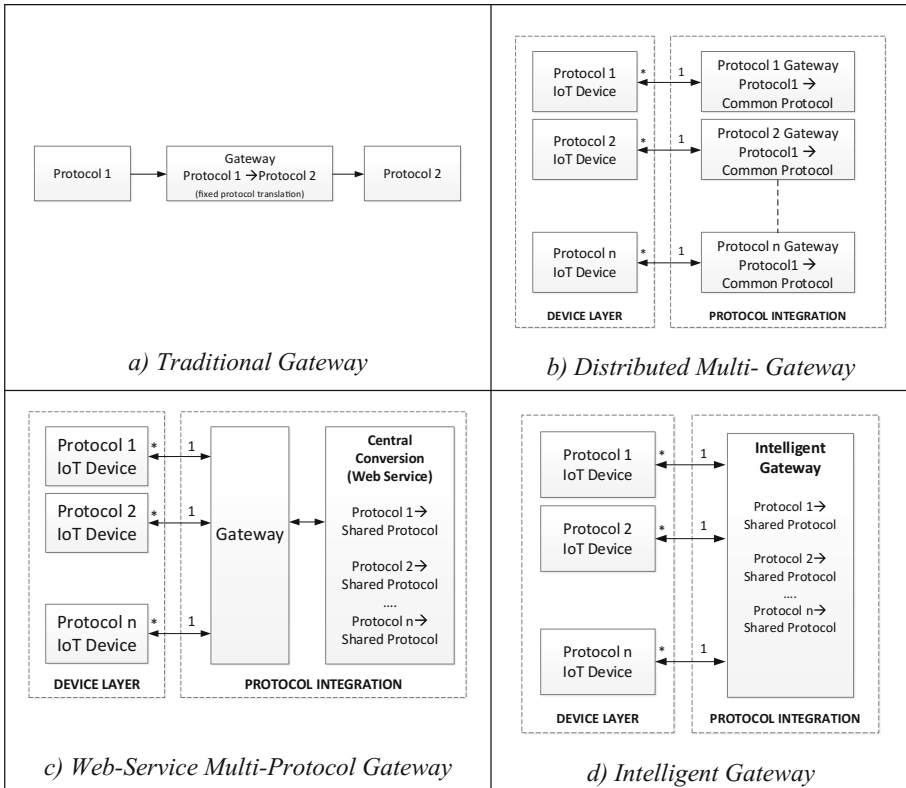 Protocol 1
Gateway
Protocol 1 →Protocol 2
(fixed protocol translation)
Protocol 2
a) Traditional Gateway
Protocol 1
IoT Device
*
1
Protocol 1 Gateway
Protocol1 →
Common Protocol
Protocol 2
IoT Device
*
1
Protocol 2 Gateway
Protocol1 →
Common Protocol
Protocol n
IoT Device
*
1
Protocol n Gateway
Protocol1 →
Common Protocol
DEVICE LAYER
PROTOCOL INTEGRATION
b) Distributed Multi- Gateway
Protocol 1
IoT Device
*
1
Protocol 2
IoT Device
*
1
Protocol n
IoT Device
*
1
Gateway
Central
Conversion
(Web Service)
Protocol 1→
Shared Protocol
Protocol 2→
Shared Protocol
....
Protocol n→
Shared Protocol
DEVICE LAYER
PROTOCOL INTEGRATION
c) Web-Service Multi-Protocol Gateway
Protocol 1
IoT Device
*
1
Protocol 2
IoT Device
*
1
Protocol n
IoT Device
*
1
Intelligent
Gateway
Protocol 1→
Shared Protocol
Protocol 2→
Shared Protocol
....
Protocol n→
Shared Protocol
DEVICE LAYER
PROTOCOL INTEGRATION
d) Intelligent Gateway